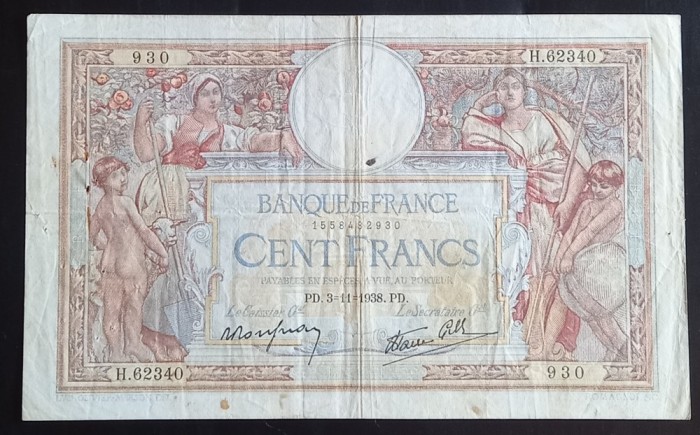 930
H.62340
BANQUE DE FRANCE
1558482930
CENT FRANCS
PAYABLES EN ESPÈCES, A VUE, AU PORTEUR
PD. 3=11=1938. PD.
Le Caissier Gal
Le Secrétaire Gal
H.62340
930